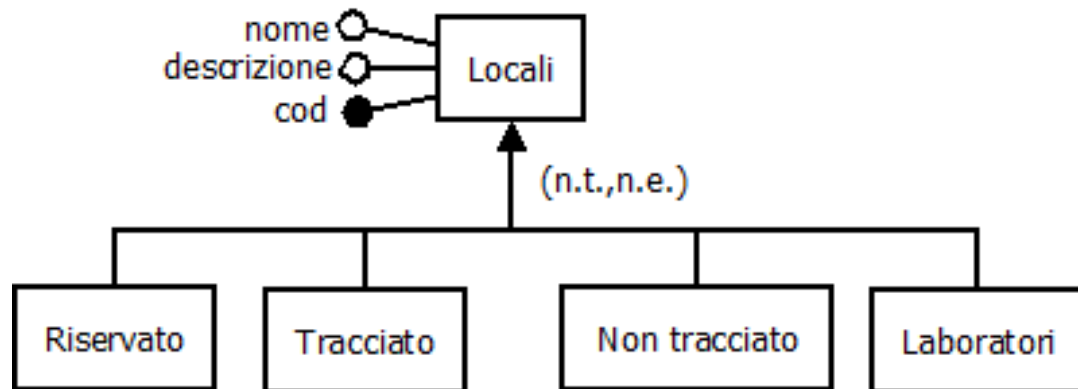 nome
descrizione
cod
Locali
(n.t.,n.e.)
Riservato
Tracciato
Non tracciato
Laboratori